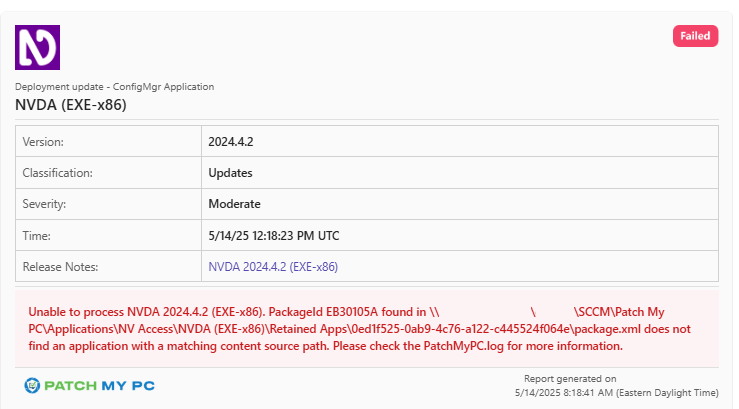 Failed
Deployment update - ConfigMgr Application
NVDA (EXE-x86)
Version: 2024.4.2
Classification: Updates
Severity: Moderate
Time: 5/14/25 12:18:23 PM UTC
Release Notes: NVDA 2024.4.2 (EXE-x86)
Unable to process NVDA 2024.4.2 (EXE-x86). PackageId EB30105A found in \\ \ \SCCM\Patch My
PC\Applications\NV Access\NVDA (EXE-x86)\Retained Apps\0ed1f525-0ab9-4c76-a122-c445524f064e\package.xml does not
find an application with a matching content source path. Please check the PatchMyPC.log for more information.
PATCH MY PC
Report generated on
5/14/2025 8:18:41 AM (Eastern Daylight Time)